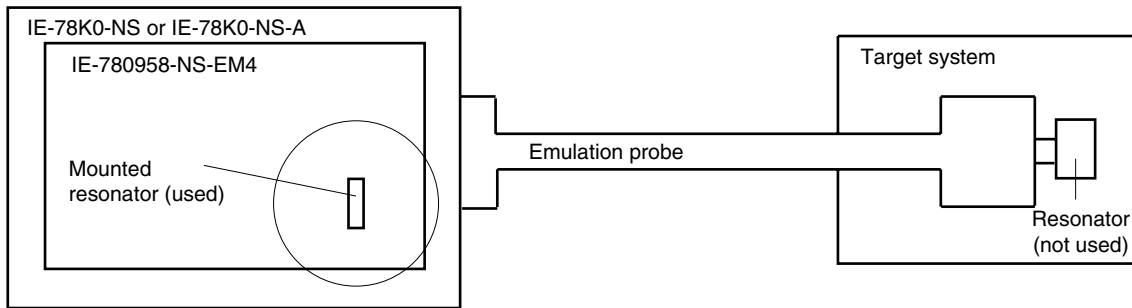 IE-78K0-NS or IE-78K0-NS-A
IE-780958-NS-EM4
Mounted
resonator (used)
Emulation probe
Target system
Resonator
(not used)